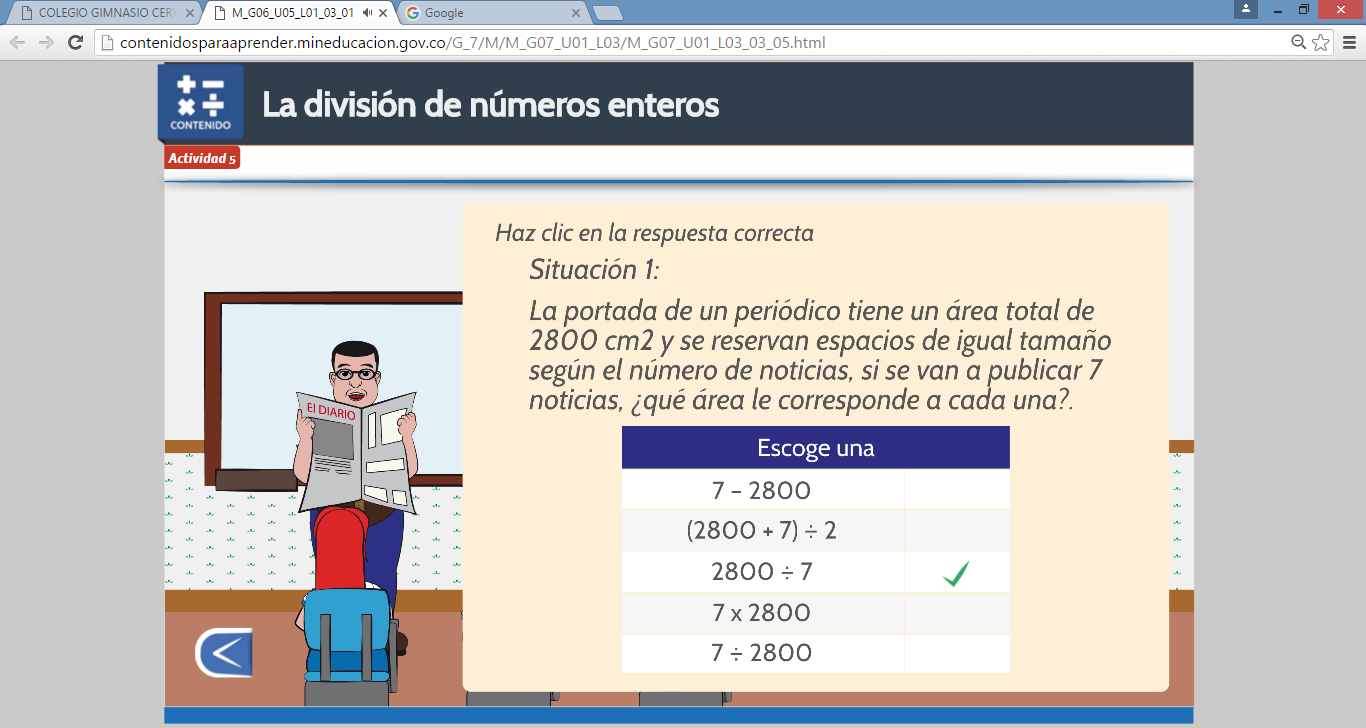 COLEGIO GIMNASIO CER
M_G06_U05_L01_03_01
Google
contenidosparaaprender.mineducacion.gov.co/G_7/M/M_G07_U01_L03/M_G07_U01_L03_03_05.html
CONTENIDO
La división de números enteros
Actividad 5
Haz clic en la respuesta correcta
Situación 1:
La portada de un periódico tiene un área total de
2800 cm2 y se reservan espacios de igual tamaño
según el número de noticias, si se van a publicar 7
noticias, ¿qué área le corresponde a cada una?.
El DIARIO
Escoge una
7 – 2800
(2800 + 7) ÷ 2
2800 ÷ 7
7 x 2800
7 ÷ 2800